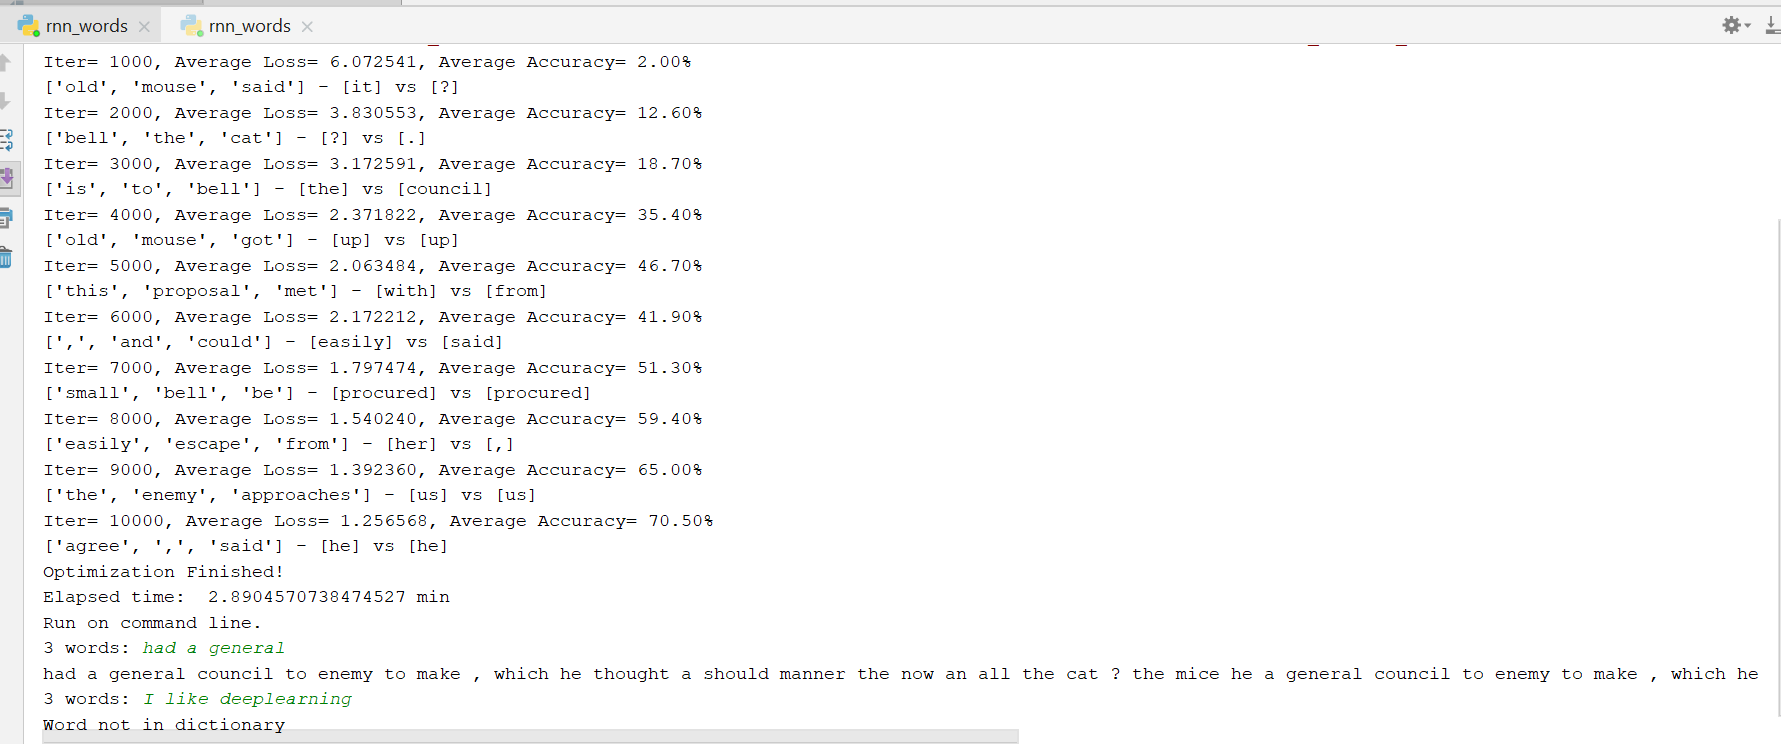 rnn_words rnn_words
Iter= 1000, Average Loss= 6.072541, Average Accuracy= 2.00%
['old', 'mouse', 'said'] - [it] vs [?]
Iter= 2000, Average Loss= 3.830553, Average Accuracy= 12.60%
['bell', 'the', 'cat'] - [?] vs [.]
Iter= 3000, Average Loss= 3.172591, Average Accuracy= 18.70%
['is', 'to', 'bell'] - [the] vs [council]
Iter= 4000, Average Loss= 2.371822, Average Accuracy= 35.40%
['old', 'mouse', 'got'] - [up] vs [up]
Iter= 5000, Average Loss= 2.063484, Average Accuracy= 46.70%
['this', 'proposal', 'met'] - [with] vs [from]
Iter= 6000, Average Loss= 2.172212, Average Accuracy= 41.90%
[',', 'and', 'could'] - [easily] vs [said]
Iter= 7000, Average Loss= 1.797474, Average Accuracy= 51.30%
['small', 'bell', 'be'] - [procured] vs [procured]
Iter= 8000, Average Loss= 1.540240, Average Accuracy= 59.40%
['easily', 'escape', 'from'] - [her] vs [,]
Iter= 9000, Average Loss= 1.392360, Average Accuracy= 65.00%
['the', 'enemy', 'approaches'] - [us] vs [us]
Iter= 10000, Average Loss= 1.256568, Average Accuracy= 70.50%
['agree', ',', 'said'] - [he] vs [he]
Optimization Finished!
Elapsed time:  2.8904570738474527 min
Run on command line.
3 words: had a general
had a general council to enemy to make , which he thought a should manner the now an all the cat ? the mice he a general council to enemy to make , which he
3 words: I like deeplearning
Word not in dictionary